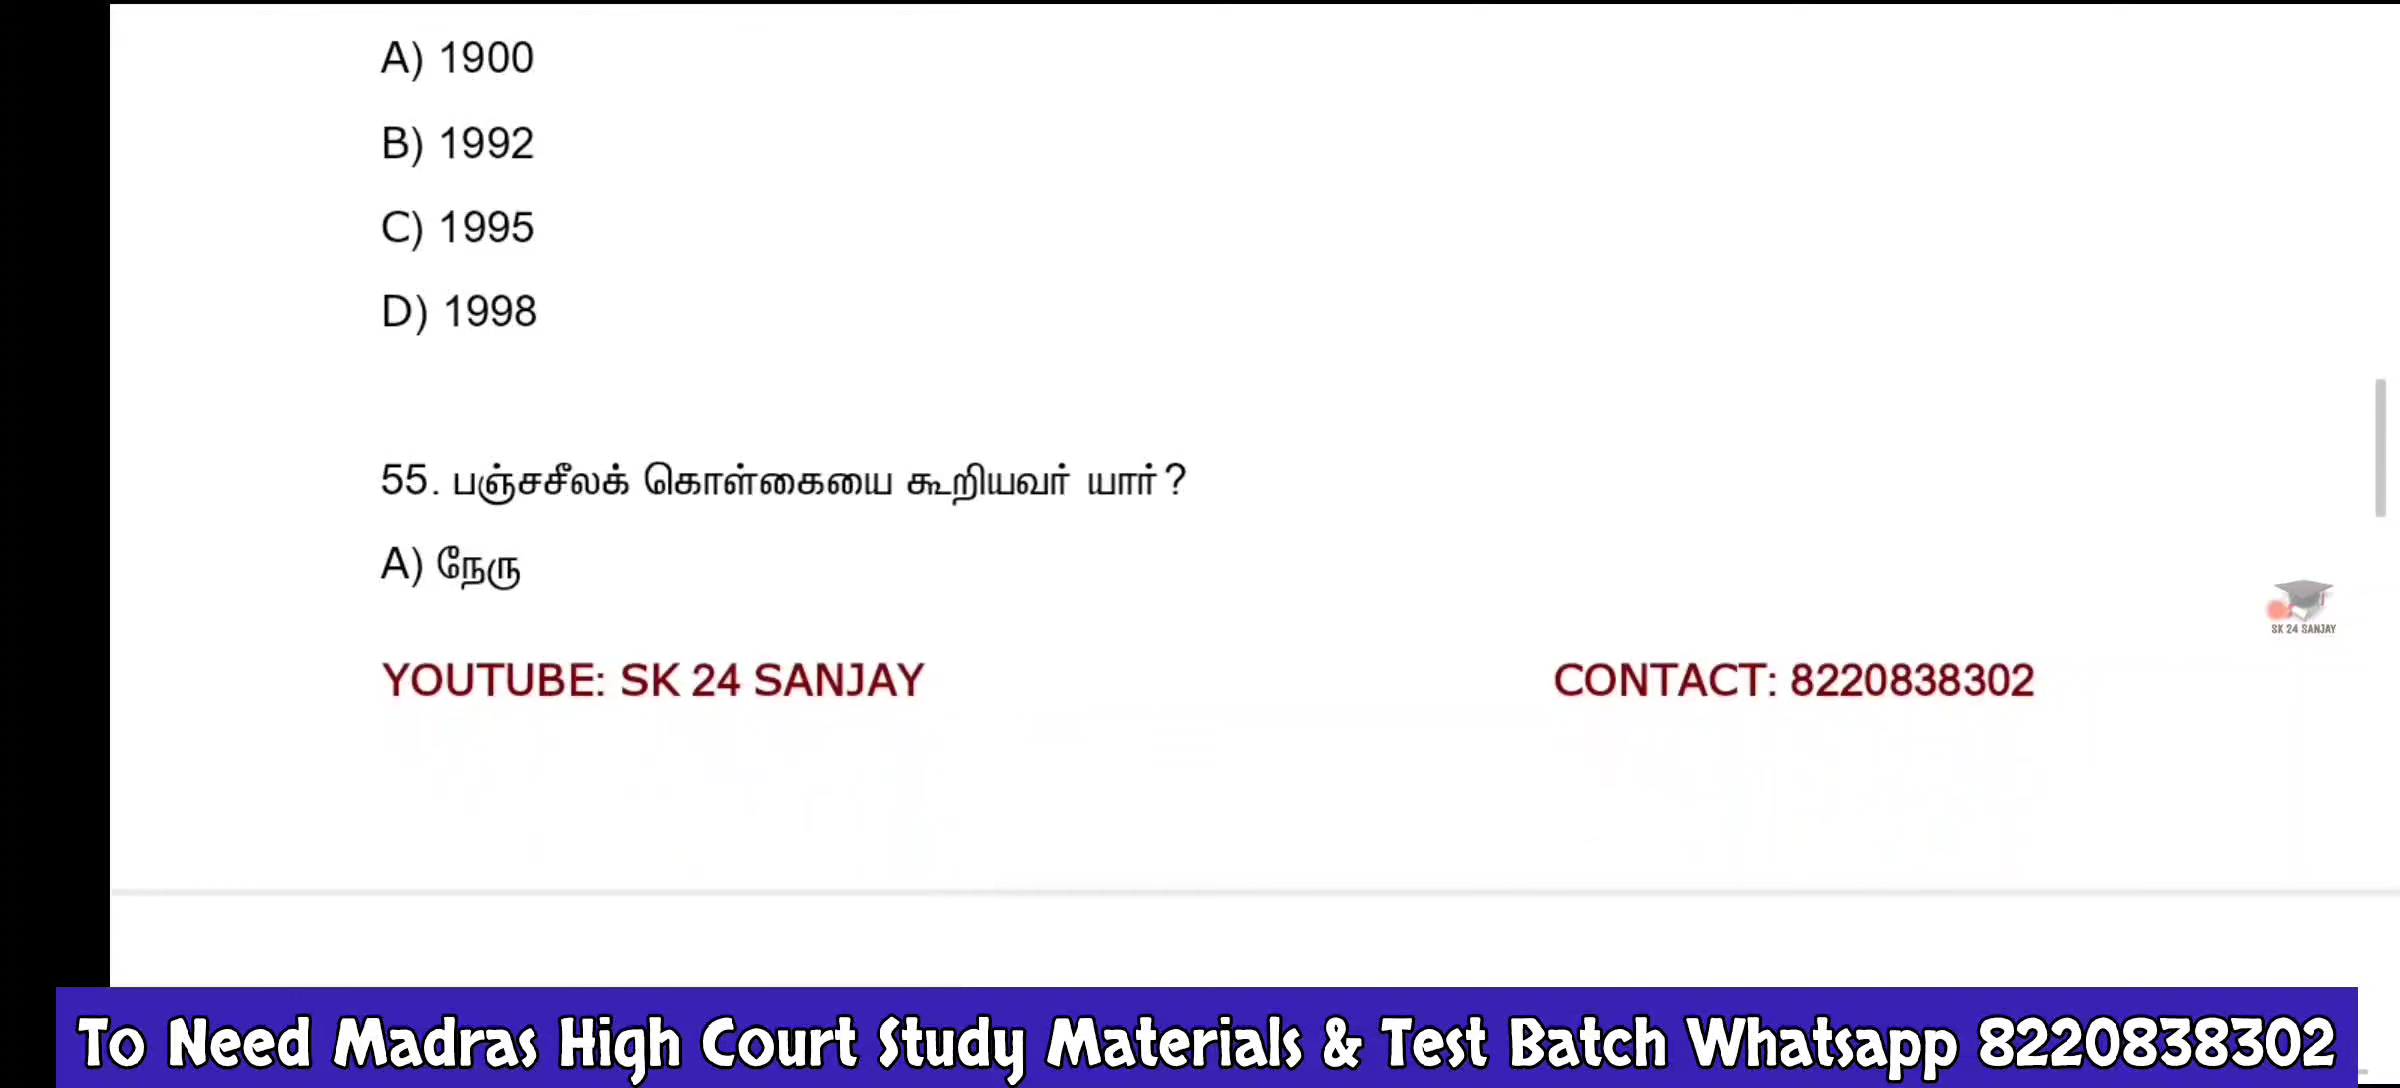 A) 1900
B) 1992
C) 1995
D) 1998
55. பஞ்சசீலக் கொள்கையை கூறியவர் யார்?
A) நேரு
SK 24 SANJAY
YOUTUBE: SK 24 SANJAY CONTACT: 8220838302
To Need Madras High Court Study Materials & Test Batch Whatsapp 8220838302